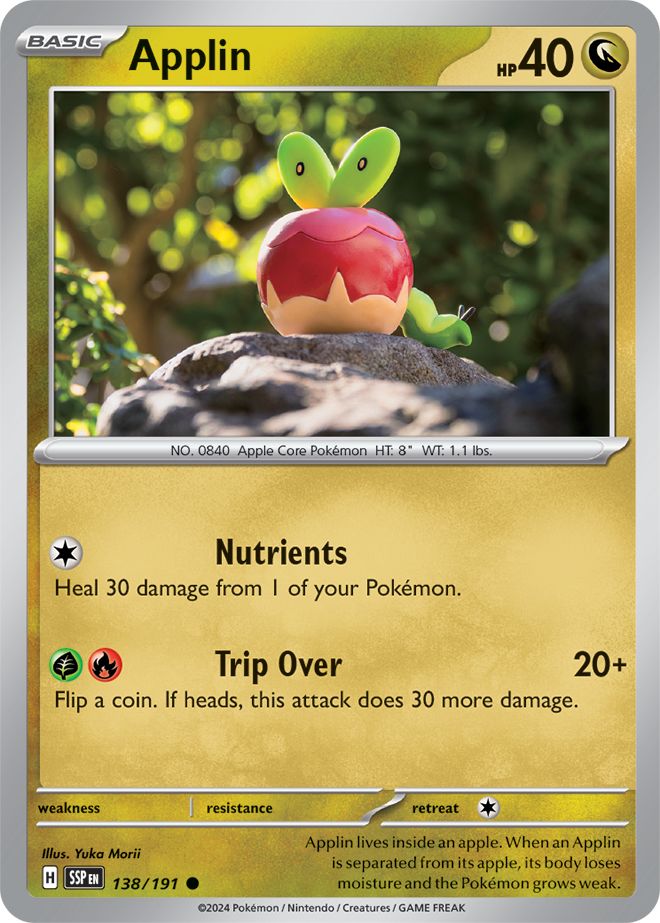 BASIC
Applin
HP 40
NO. 0840 Apple Core Pokémon HT: 8" WT: 1.1 lbs.
Nutrients
Heal 30 damage from 1 of your Pokémon.
Trip Over 20+
Flip a coin. If heads, this attack does 30 more damage.
weakness resistance retreat
Illus. Yuka Morii
H SSP EN 138/191
Applin lives inside an apple. When an Applin
is separated from its apple, its body loses
moisture and the Pokémon grows weak.
©2024 Pokémon / Nintendo / Creatures / GAME FREAK